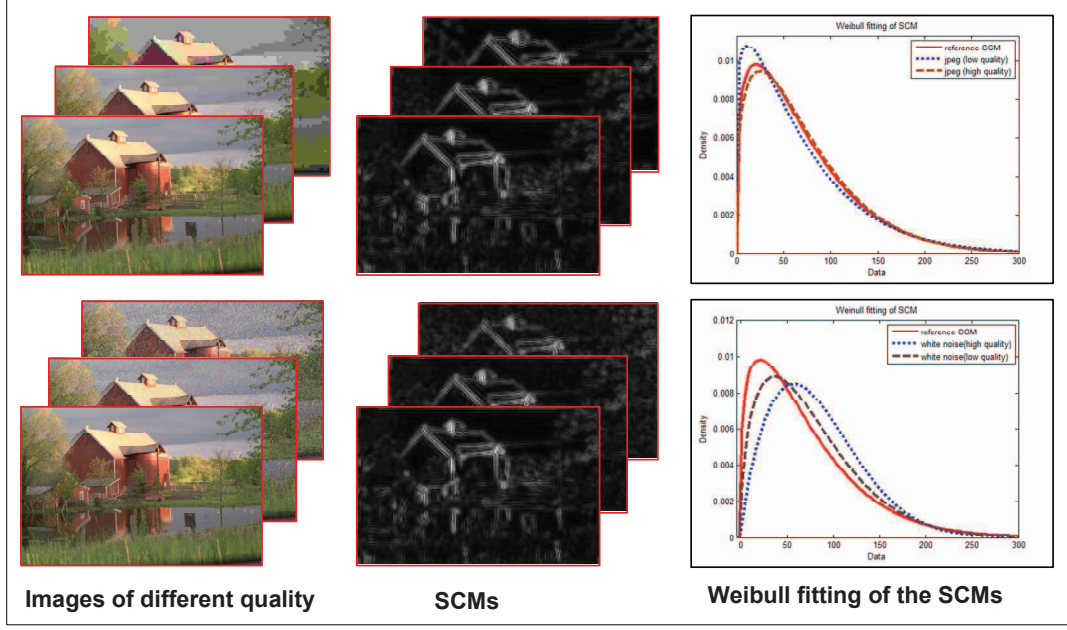 Weibull fitting of SCM
0.01
0.008
0.006
0.004
0.002
0
Density
reference SCM
jpeg (low quality)
jpeg (high quality)
0 50 100 150 200 250 300
Data
Weinull fitting of SCM
0.012
0.01
0.008
0.006
0.004
0.002
0
Density
reference SCM
white noise(high quality)
white noise(low quality)
0 50 100 150 200 250 300
Data
Images of different quality
SCMs
Weibull fitting of the SCMs